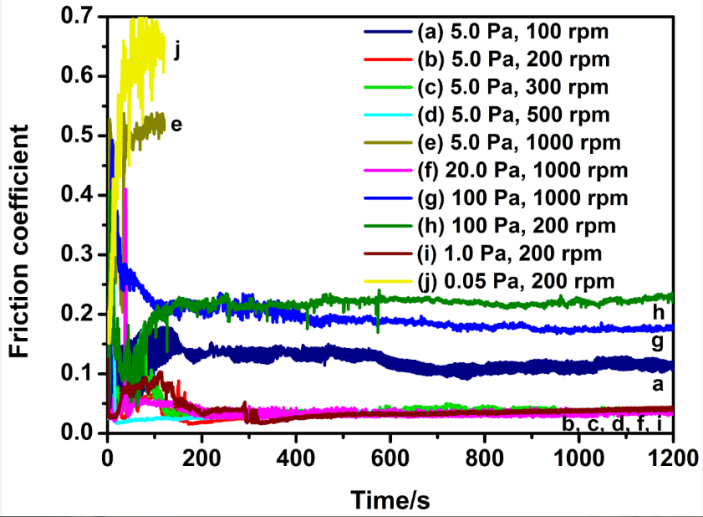 Friction coefficient
0.7
0.6
0.5
0.4
0.3
0.2
0.1
0.0
j
e
(a) 5.0 Pa, 100 rpm
(b) 5.0 Pa, 200 rpm
(c) 5.0 Pa, 300 rpm
(d) 5.0 Pa, 500 rpm
(e) 5.0 Pa, 1000 rpm
(f) 20.0 Pa, 1000 rpm
(g) 100 Pa, 1000 rpm
(h) 100 Pa, 200 rpm
(i) 1.0 Pa, 200 rpm
(j) 0.05 Pa, 200 rpm
h
g
a
b, c, d, f, i
0 200 400 600 800 1000 1200
Time/s